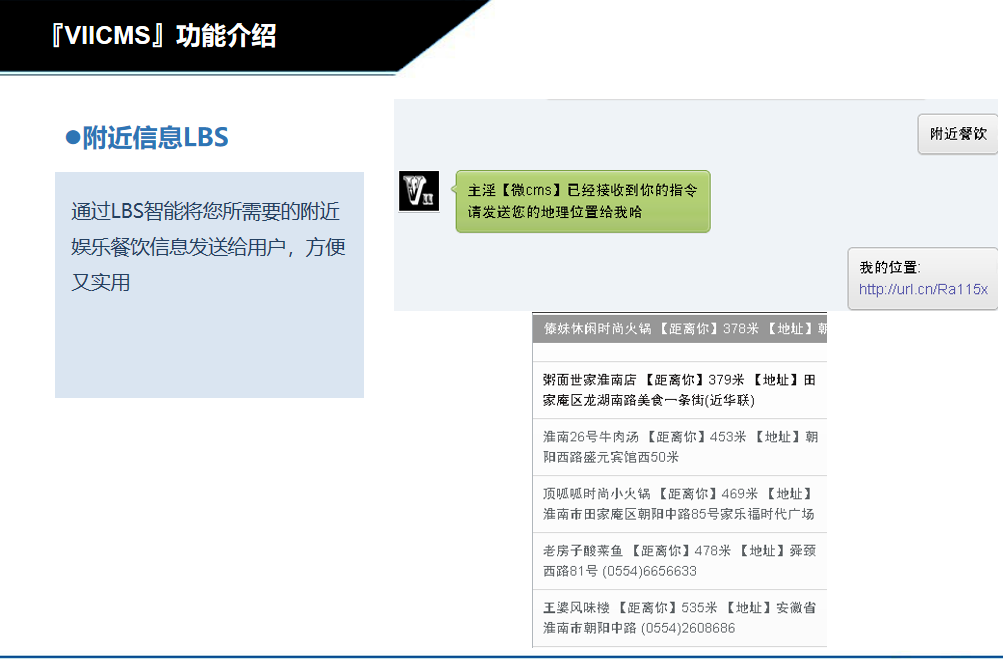 『VIICMS』功能介绍
●附近信息LBS
通过LBS智能将您所需要的附近
娱乐餐饮信息发送给用户，方便
又实用
附近餐饮
VII
主淫【微cms】已经接收到你的指令
请发送您的地理位置给我哈
我的位置:
http://url.cn/Ra115x
傣妹休闲时尚火锅 【距离你】378米 【地址】朝
粥面世家淮南店 【距离你】379米 【地址】田
家庵区龙湖南路美食一条街(近华联)
淮南26号牛肉汤 【距离你】453米 【地址】朝
阳西路盛元宾馆西50米
顶呱呱时尚小火锅 【距离你】469米 【地址】
淮南市田家庵区朝阳中路85号家乐福时代广场
老房子酸菜鱼 【距离你】478米 【地址】舜颈
西路81号 (0554)6656633
王婆风味楼 【距离你】535米 【地址】安徽省
淮南市朝阳中路 (0554)2608686